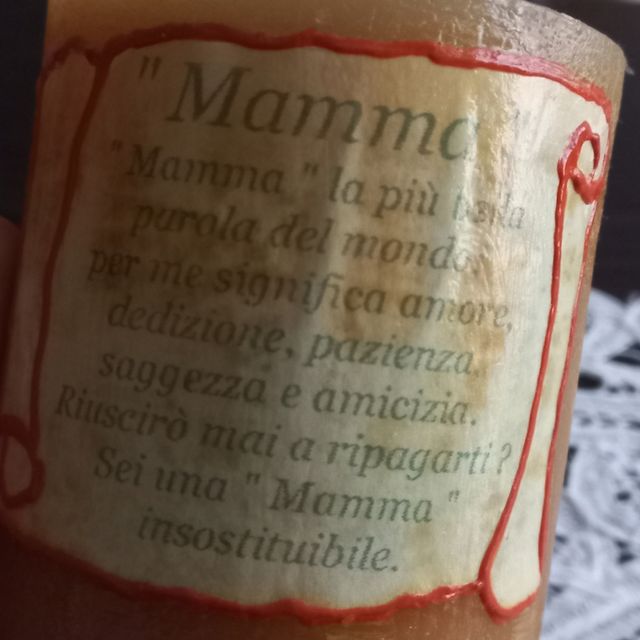 " Mamma "
" Mamma " la più bella
parola del mondo:
per me significa amore,
dedizione, pazienza
saggezza e amicizia.
Riuscirò mai a ripagarti ?
Sei una " Mamma "
insostituibile.